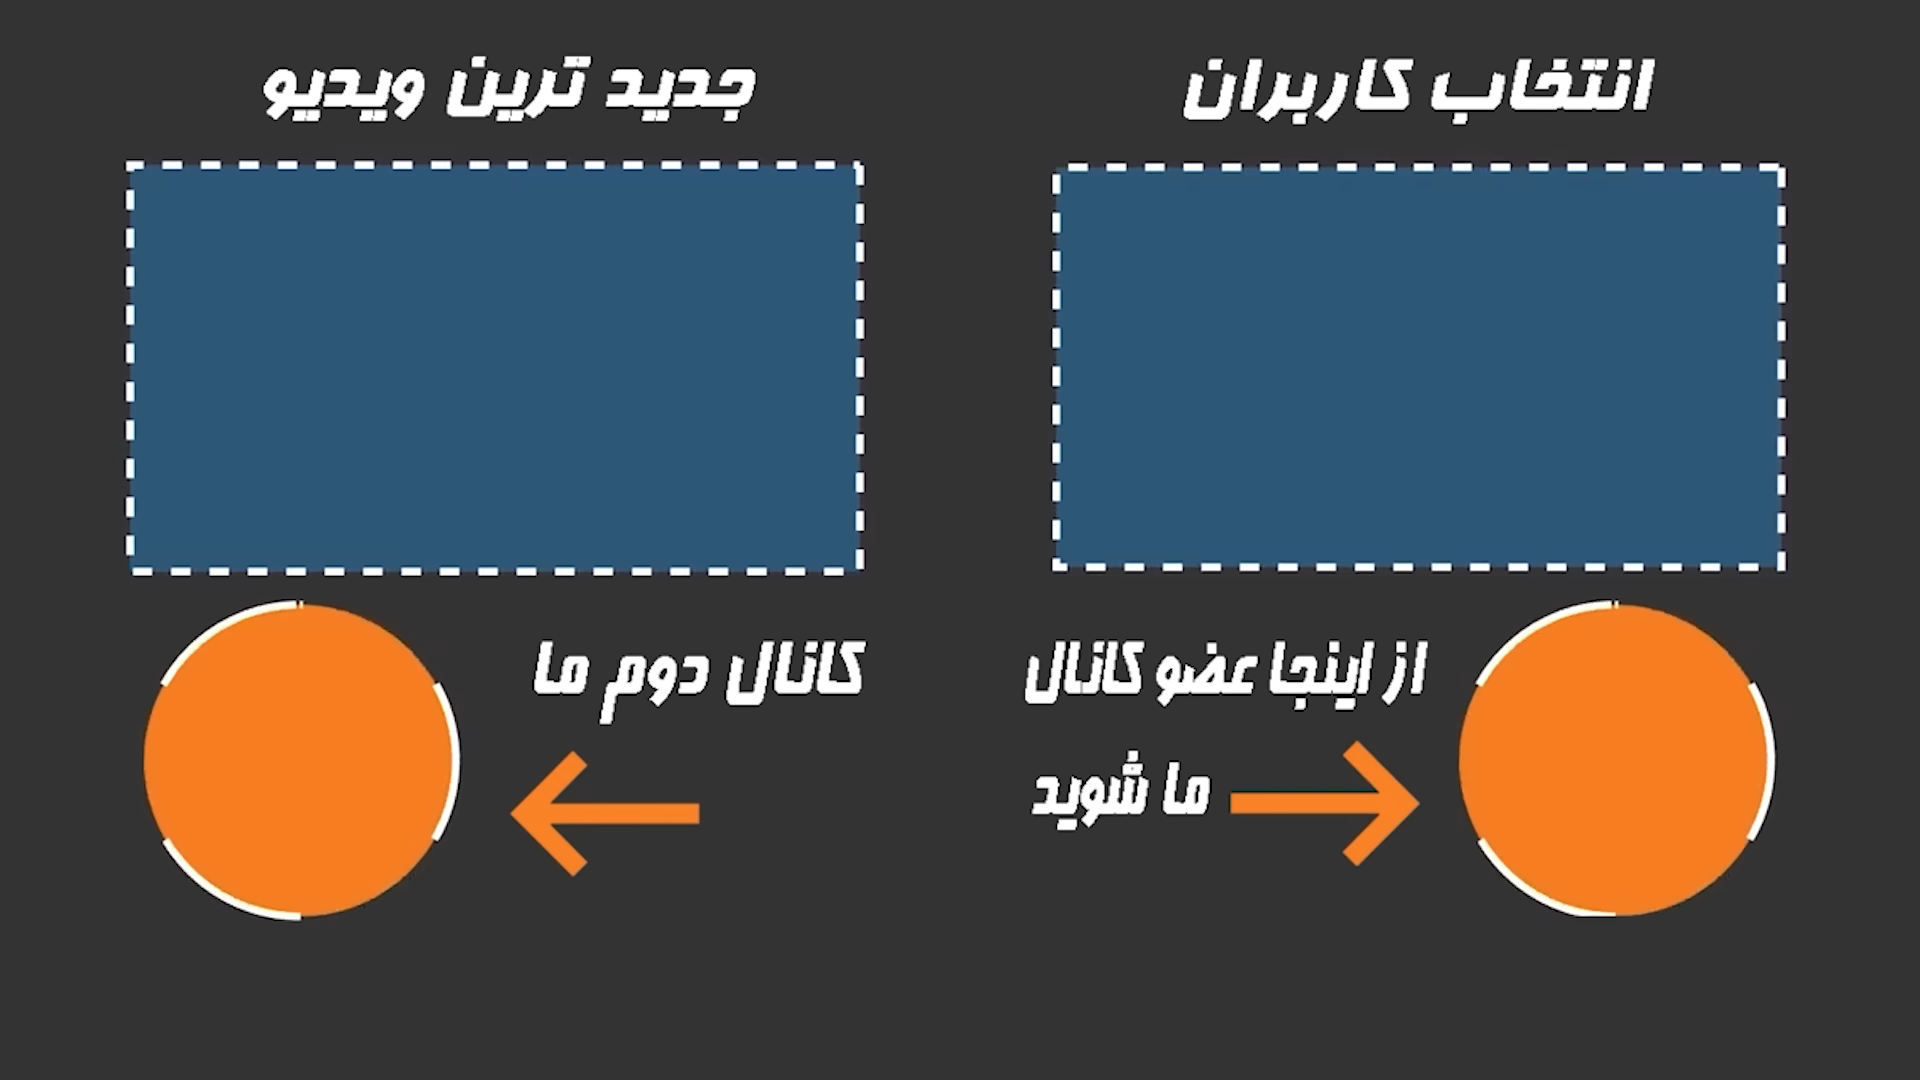 انتخاب کاربران
جدید ترین ویدیو
از اینجا عضو کانال
ما شوید
کانال دوم ما